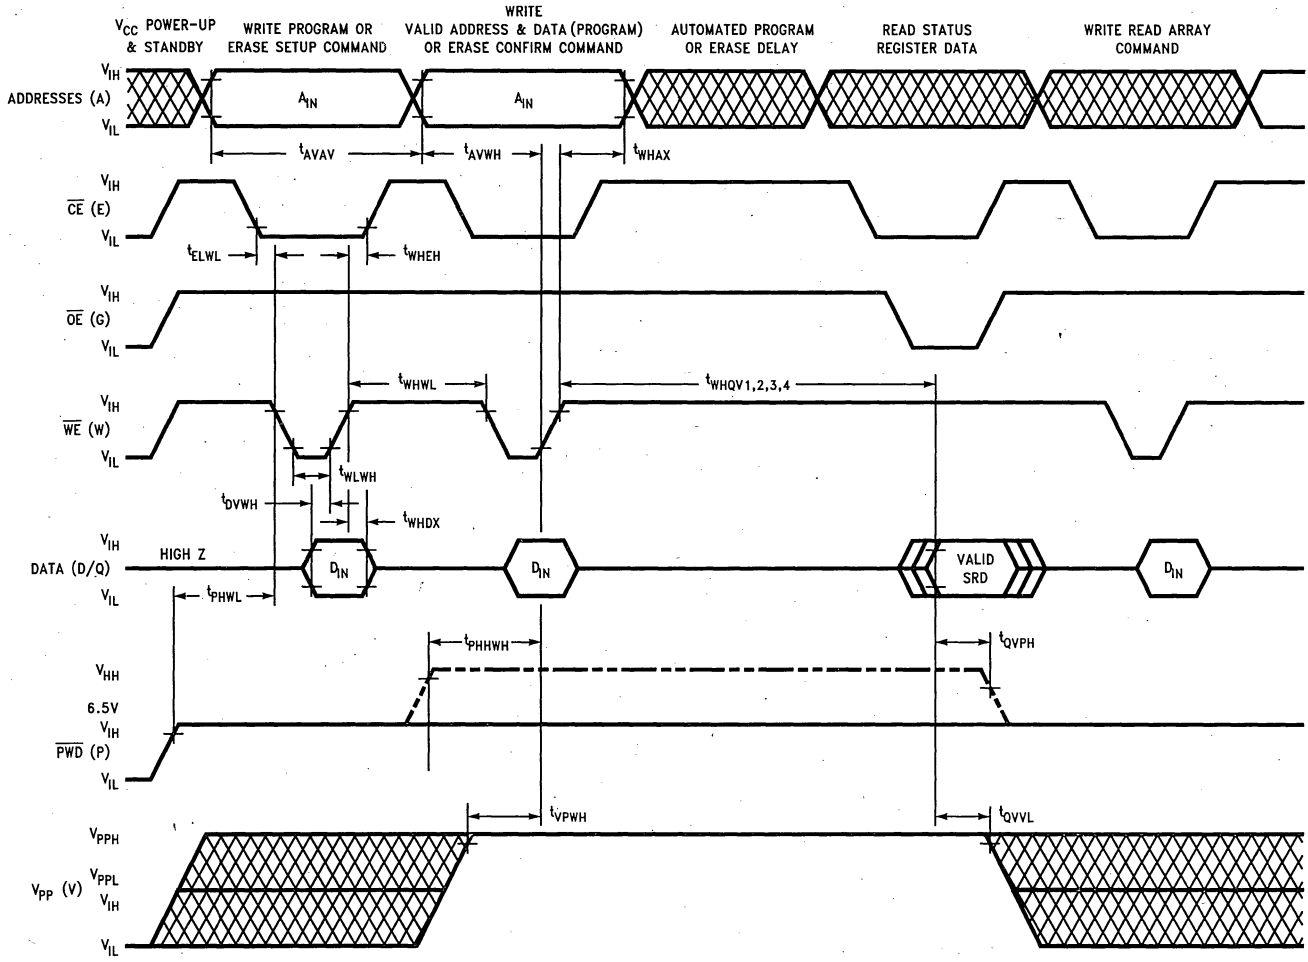 V_CC POWER-UP & STANDBY
WRITE PROGRAM OR ERASE SETUP COMMAND
WRITE VALID ADDRESS & DATA (PROGRAM) OR ERASE CONFIRM COMMAND
AUTOMATED PROGRAM OR ERASE DELAY
READ STATUS REGISTER DATA
WRITE READ ARRAY COMMAND
V_IH
ADDRESSES (A)
A_IN
A_IN
V_IL
t_AVAV
t_AVWH
t_WHAX
V_IH
C̅E̅ (E)
V_IL
t_ELWL
t_WHEH
V_IH
O̅E̅ (G)
V_IL
t_WHWL
t_WHQV1,2,3,4
V_IH
W̅E̅ (W)
V_IL
t_WLWH
t_DVWH
t_WHDX
V_IH
HIGH Z
DATA (D/Q)
D_IN
D_IN
VALID SRD
D_IN
V_IL
t_PHWL
t_PHHWH
t_QVPH
V_HH
6.5V
V_IH
P̅W̅D̅ (P)
V_IL
t_VPWH
t_QVVL
V_PPH
V_PPL
V_PP (V)
V_IH
V_IL